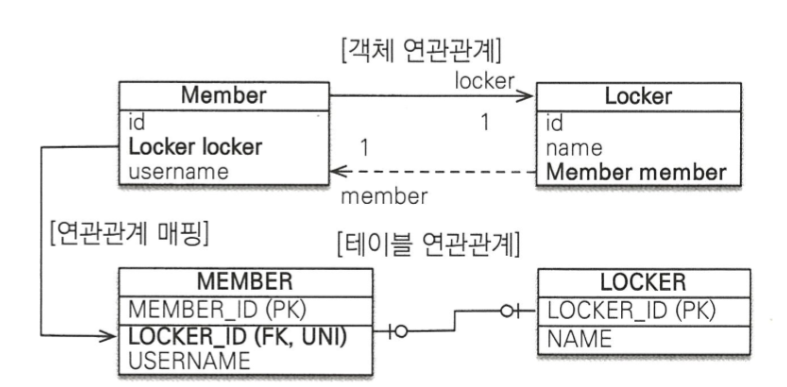 [객체 연관관계]
locker
Member
id
Locker locker
username
1
1
Locker
id
name
Member member
member
[연관관계 매핑]
[테이블 연관관계]
MEMBER
MEMBER_ID (PK)
LOCKER_ID (FK, UNI)
USERNAME
LOCKER
LOCKER_ID (PK)
NAME